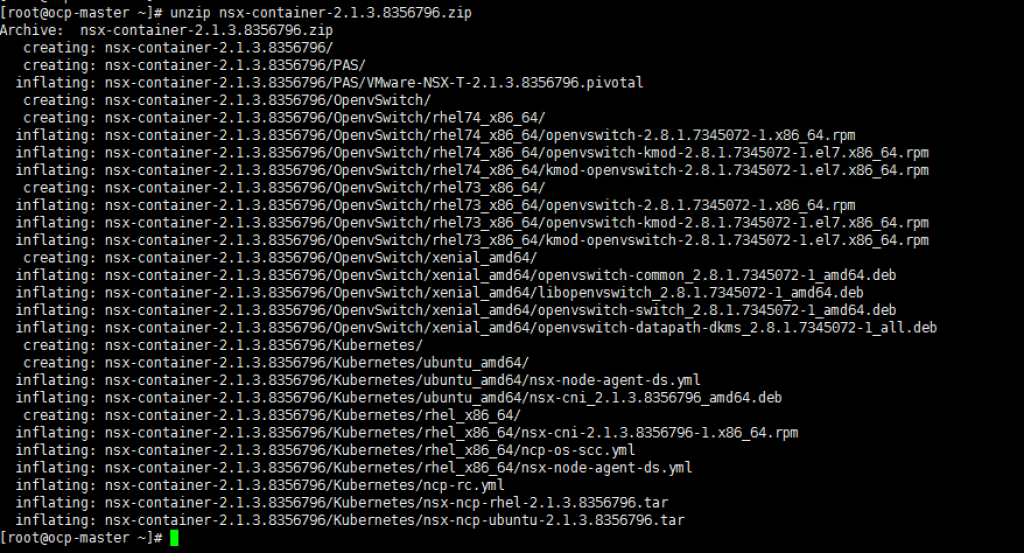 [root@ocp-master ~]# unzip nsx-container-2.1.3.8356796.zip
Archive:  nsx-container-2.1.3.8356796.zip
   creating: nsx-container-2.1.3.8356796/
   creating: nsx-container-2.1.3.8356796/PAS/
  inflating: nsx-container-2.1.3.8356796/PAS/VMware-NSX-T-2.1.3.8356796.pivotal
   creating: nsx-container-2.1.3.8356796/OpenvSwitch/
   creating: nsx-container-2.1.3.8356796/OpenvSwitch/rhel74_x86_64/
  inflating: nsx-container-2.1.3.8356796/OpenvSwitch/rhel74_x86_64/openvswitch-2.8.1.7345072-1.x86_64.rpm
  inflating: nsx-container-2.1.3.8356796/OpenvSwitch/rhel74_x86_64/openvswitch-kmod-2.8.1.7345072-1.el7.x86_64.rpm
  inflating: nsx-container-2.1.3.8356796/OpenvSwitch/rhel74_x86_64/kmod-openvswitch-2.8.1.7345072-1.el7.x86_64.rpm
   creating: nsx-container-2.1.3.8356796/OpenvSwitch/rhel73_x86_64/
  inflating: nsx-container-2.1.3.8356796/OpenvSwitch/rhel73_x86_64/openvswitch-2.8.1.7345072-1.x86_64.rpm
  inflating: nsx-container-2.1.3.8356796/OpenvSwitch/rhel73_x86_64/openvswitch-kmod-2.8.1.7345072-1.el7.x86_64.rpm
  inflating: nsx-container-2.1.3.8356796/OpenvSwitch/rhel73_x86_64/kmod-openvswitch-2.8.1.7345072-1.el7.x86_64.rpm
   creating: nsx-container-2.1.3.8356796/OpenvSwitch/xenial_amd64/
  inflating: nsx-container-2.1.3.8356796/OpenvSwitch/xenial_amd64/openvswitch-common_2.8.1.7345072-1_amd64.deb
  inflating: nsx-container-2.1.3.8356796/OpenvSwitch/xenial_amd64/libopenvswitch_2.8.1.7345072-1_amd64.deb
  inflating: nsx-container-2.1.3.8356796/OpenvSwitch/xenial_amd64/openvswitch-switch_2.8.1.7345072-1_amd64.deb
  inflating: nsx-container-2.1.3.8356796/OpenvSwitch/xenial_amd64/openvswitch-datapath-dkms_2.8.1.7345072-1_all.deb
   creating: nsx-container-2.1.3.8356796/Kubernetes/
   creating: nsx-container-2.1.3.8356796/Kubernetes/ubuntu_amd64/
  inflating: nsx-container-2.1.3.8356796/Kubernetes/ubuntu_amd64/nsx-node-agent-ds.yml
  inflating: nsx-container-2.1.3.8356796/Kubernetes/ubuntu_amd64/nsx-cni_2.1.3.8356796_amd64.deb
   creating: nsx-container-2.1.3.8356796/Kubernetes/rhel_x86_64/
  inflating: nsx-container-2.1.3.8356796/Kubernetes/rhel_x86_64/nsx-cni-2.1.3.8356796-1.x86_64.rpm
  inflating: nsx-container-2.1.3.8356796/Kubernetes/rhel_x86_64/ncp-os-scc.yml
  inflating: nsx-container-2.1.3.8356796/Kubernetes/rhel_x86_64/nsx-node-agent-ds.yml
  inflating: nsx-container-2.1.3.8356796/Kubernetes/ncp-rc.yml
  inflating: nsx-container-2.1.3.8356796/Kubernetes/nsx-ncp-rhel-2.1.3.8356796.tar
  inflating: nsx-container-2.1.3.8356796/Kubernetes/nsx-ncp-ubuntu-2.1.3.8356796.tar
[root@ocp-master ~]#